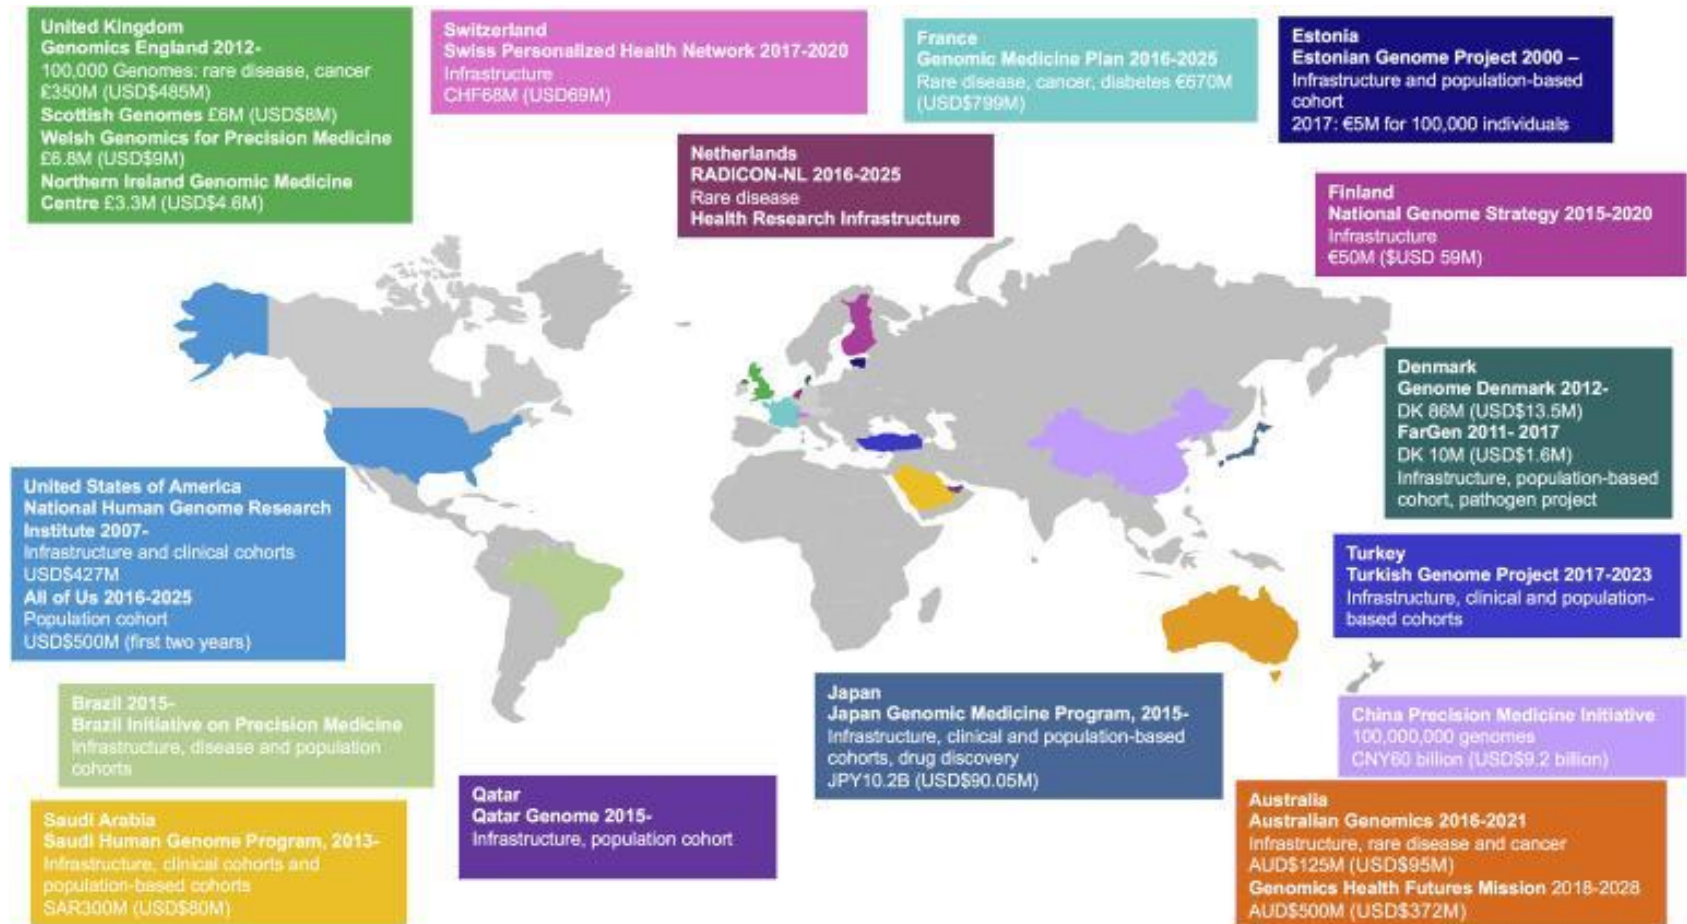 United Kingdom
Genomics England 2012-
100,000 Genomes: rare disease, cancer
£350M (USD$485M)
Scottish Genomes £6M (USD$8M)
Welsh Genomics for Precision Medicine
£6.8M (USD$9M)
Northern Ireland Genomic Medicine
Centre £3.3M (USD$4.6M)
Switzerland
Swiss Personalized Health Network 2017-2020
Infrastructure
CHF68M (USD69M)
France
Genomic Medicine Plan 2016-2025
Rare disease, cancer, diabetes €670M
(USD$799M)
Estonia
Estonian Genome Project 2000 –
Infrastructure and population-based
cohort
2017: €5M for 100,000 individuals
Netherlands
RADICON-NL 2016-2025
Rare disease
Health Research Infrastructure
Finland
National Genome Strategy 2015-2020
Infrastructure
€50M ($USD 59M)
Denmark
Genome Denmark 2012-
DK 86M (USD$13.5M)
FarGen 2011- 2017
DK 10M (USD$1.6M)
Infrastructure, population-based
cohort, pathogen project
United States of America
National Human Genome Research
Institute 2007-
Infrastructure and clinical cohorts
USD$427M
All of Us 2016-2025
Population cohort
USD$500M (first two years)
Turkey
Turkish Genome Project 2017-2023
Infrastructure, clinical and population-
based cohorts
Brazil 2015-
Brazil Initiative on Precision Medicine
Infrastructure, disease and population
cohorts
Japan
Japan Genomic Medicine Program, 2015-
Infrastructure, clinical and population-based
cohorts, drug discovery
JPY10.2B (USD$90.05M)
China Precision Medicine Initiative
100,000,000 genomes
CNY60 billion (USD$9.2 billion)
Saudi Arabia
Saudi Human Genome Program, 2013-
Infrastructure, clinical cohorts and
population-based cohorts
SAR300M (USD$80M)
Qatar
Qatar Genome 2015-
Infrastructure, population cohort
Australia
Australian Genomics 2016-2021
Infrastructure, rare disease and cancer
AUD$125M (USD$95M)
Genomics Health Futures Mission 2018-2028
AUD$500M (USD$372M)